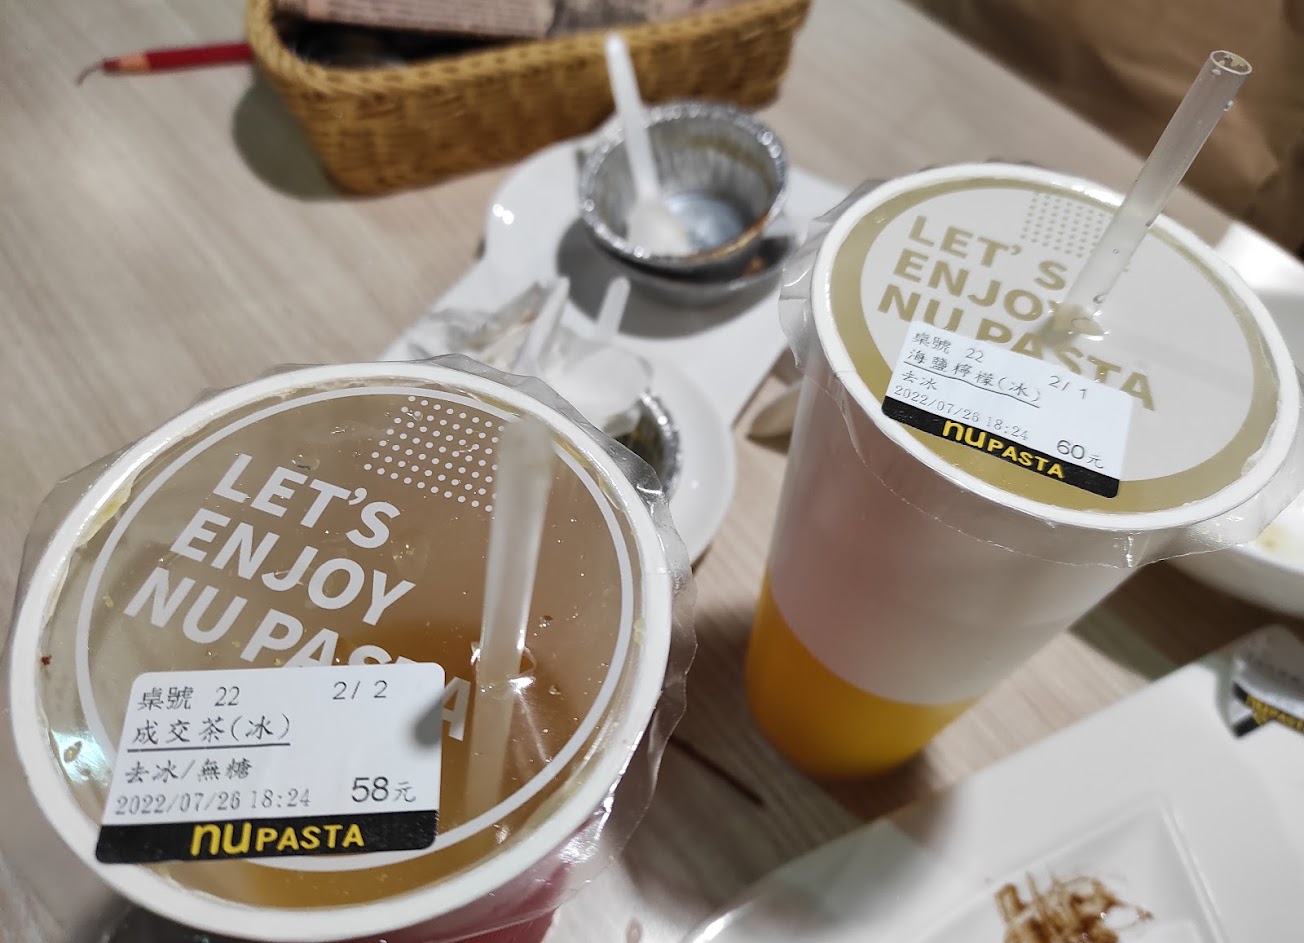 LET'S
ENJOY
NU PASTA
桌號 22 2/2
成交茶(冰)
去冰/無糖
2022/07/26 18:24 58元
nuPASTA
LET'S
ENJOY
NU PASTA
桌號 22 2/1
海鹽檸檬(冰)
去冰
2022/07/26 18:24 60元
nuPASTA